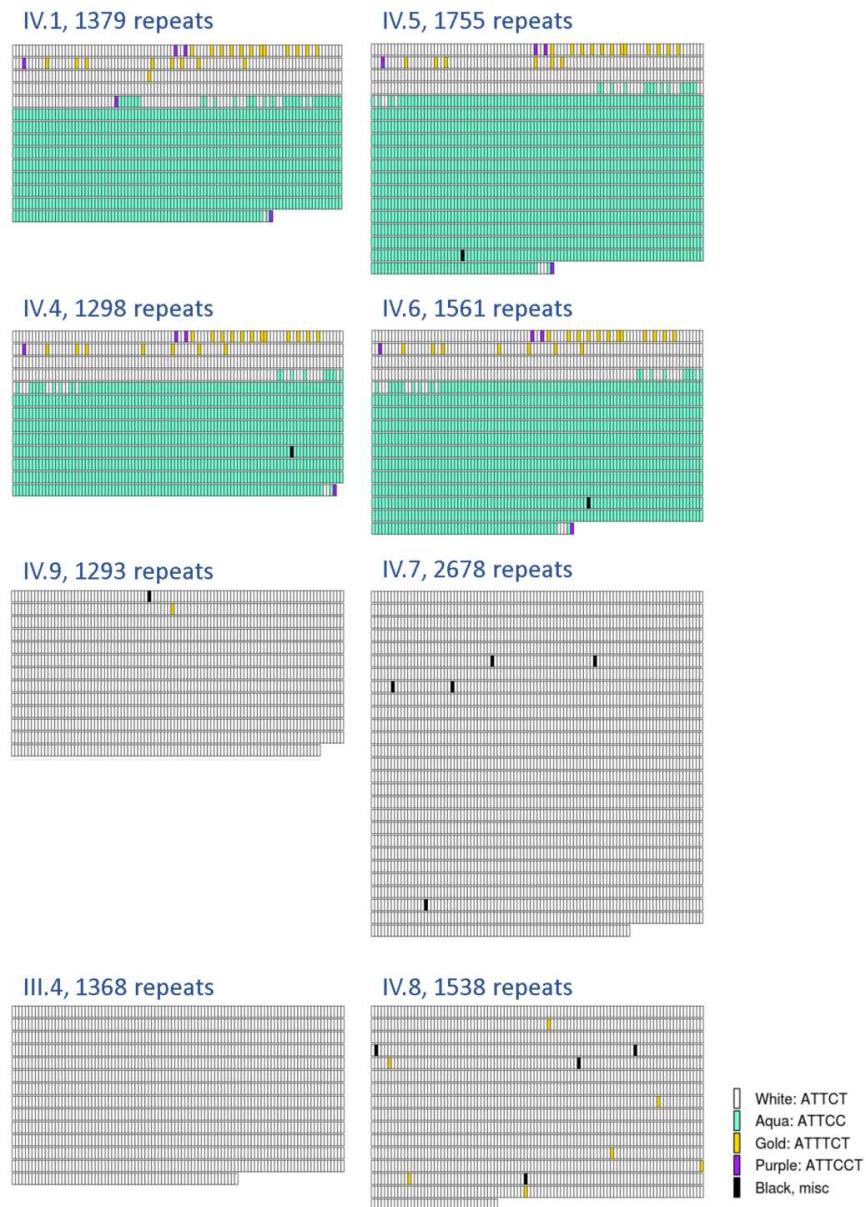 IV.1, 1379 repeats
IV.5, 1755 repeats
IV.4, 1298 repeats
IV.6, 1561 repeats
IV.9, 1293 repeats
IV.7, 2678 repeats
III.4, 1368 repeats
IV.8, 1538 repeats
White: ATTCT
Aqua: ATTCC
Gold: ATTTCT
Purple: ATTCCT
Black, misc